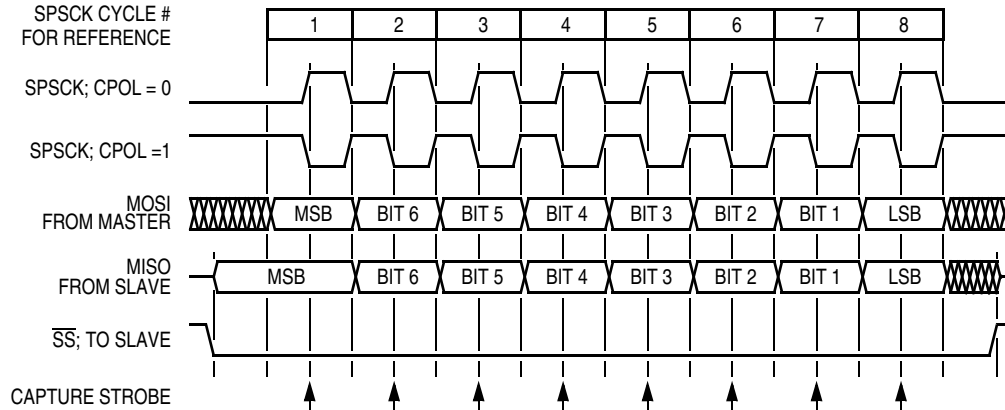 SPSCK CYCLE #
FOR REFERENCE
1 2 3 4 5 6 7 8
SPSCK; CPOL = 0
SPSCK; CPOL =1
MOSI
FROM MASTER
MSB BIT 6 BIT 5 BIT 4 BIT 3 BIT 2 BIT 1 LSB
MISO
FROM SLAVE
MSB BIT 6 BIT 5 BIT 4 BIT 3 BIT 2 BIT 1 LSB
SS; TO SLAVE
CAPTURE STROBE